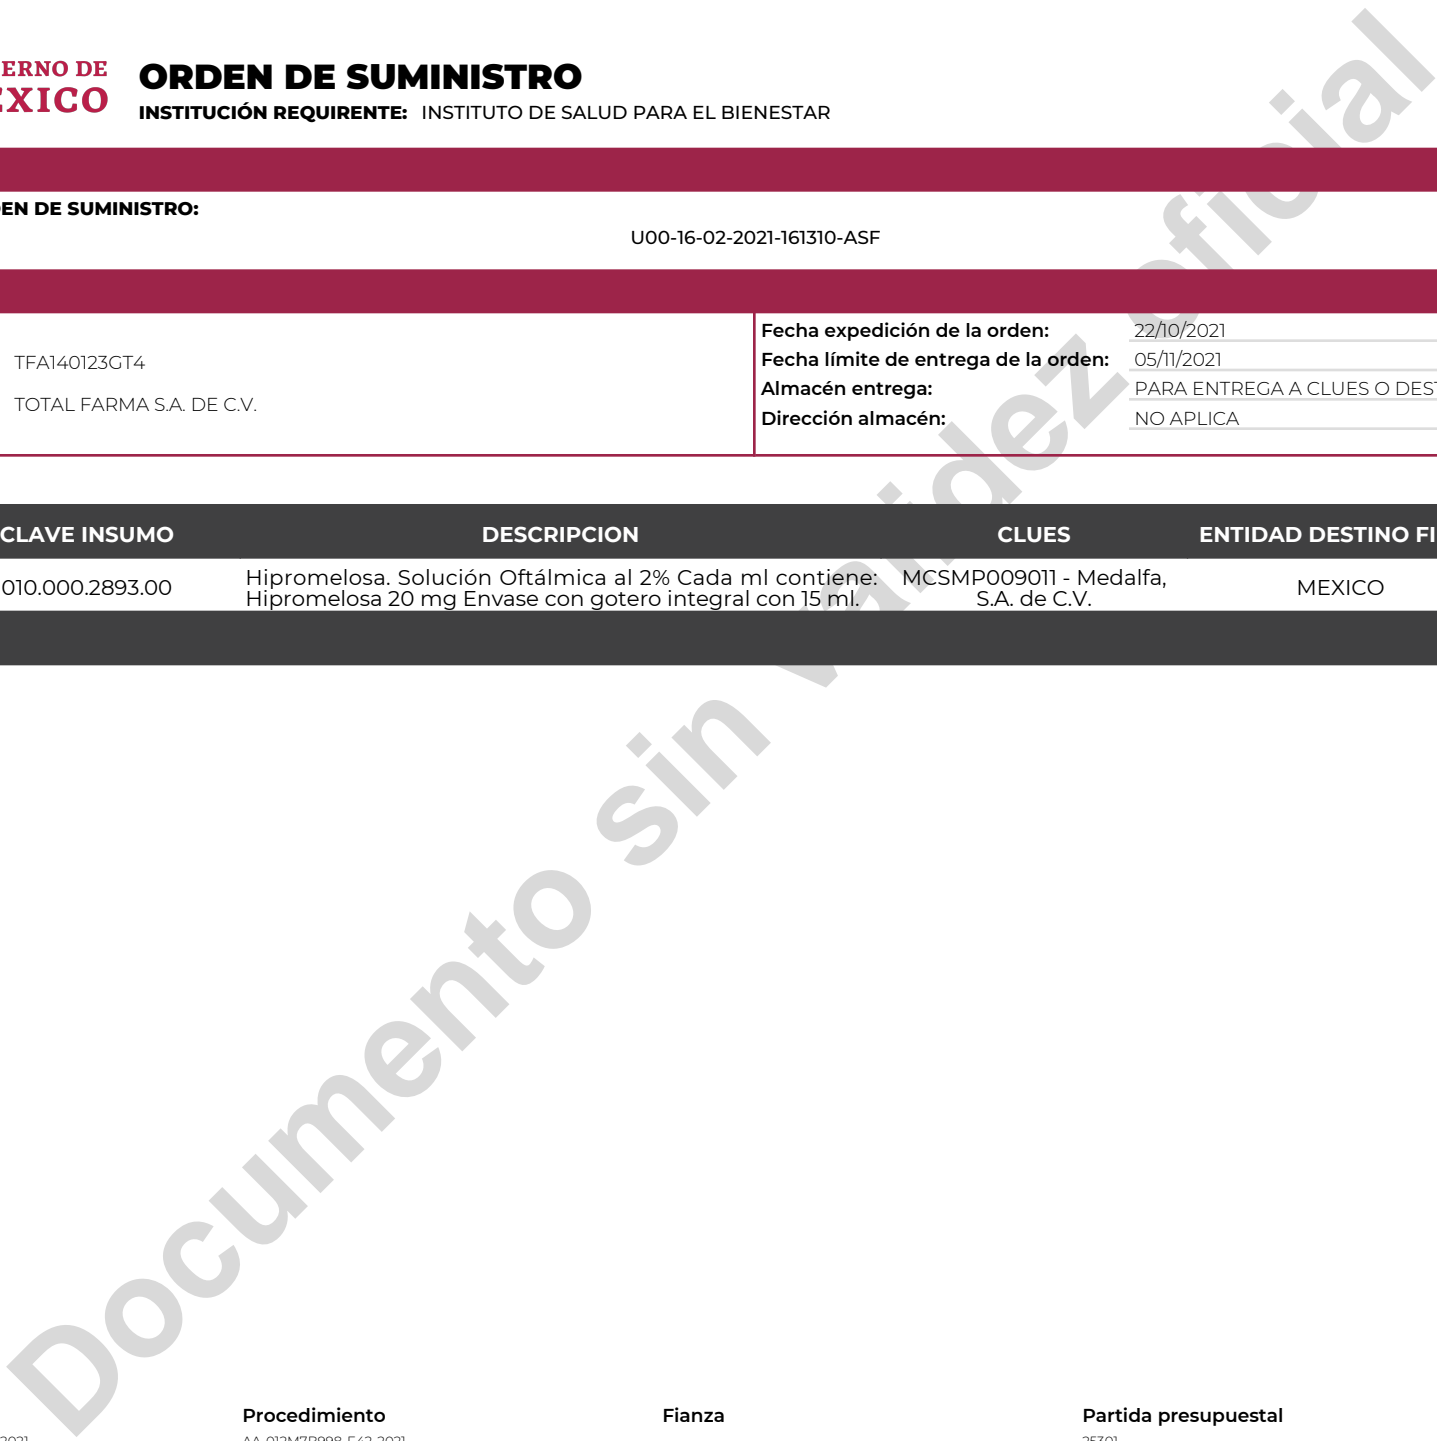 ERNO DE
EXICO
ORDEN DE SUMINISTRO
INSTITUCIÓN REQUIRENTE: INSTITUTO DE SALUD PARA EL BIENESTAR
EN DE SUMINISTRO:
U00-16-02-2021-161310-ASF
TFA140123GT4
TOTAL FARMA S.A. DE C.V.
Fecha expedición de la orden: 22/10/2021
Fecha límite de entrega de la orden: 05/11/2021
Almacén entrega: PARA ENTREGA A CLUES O DEST
Dirección almacén: NO APLICA
CLAVE INSUMO DESCRIPCION CLUES ENTIDAD DESTINO FI
010.000.2893.00
Hipromelosa. Solución Oftálmica al 2% Cada ml contiene:
Hipromelosa 20 mg Envase con gotero integral con 15 ml.
MCSMP009011 - Medalfa,
S.A. de C.V.
MEXICO
Documento sin validez oficial
Procedimiento Fianza Partida presupuestal
2021 25301